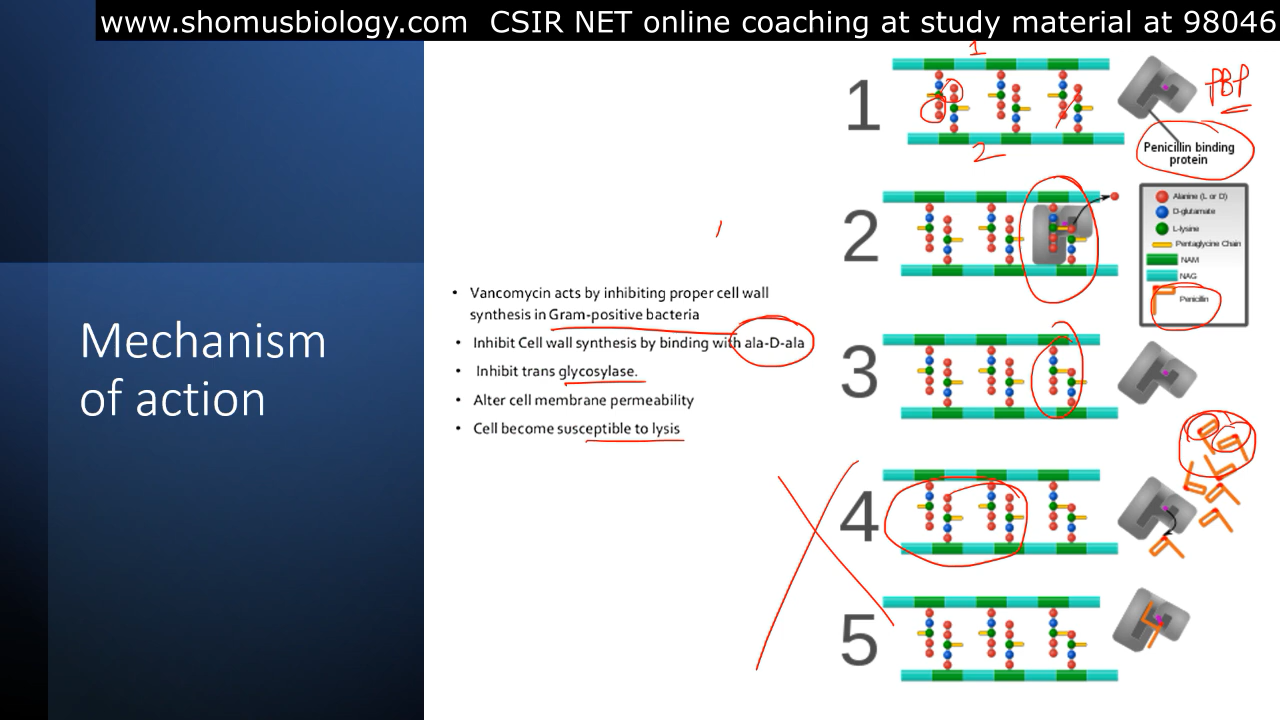 www.shomusbiology.com CSIR NET online coaching at study material at 98046
Mechanism
of action
• Vancomycin acts by inhibiting proper cell wall
synthesis in Gram-positive bacteria
• Inhibit Cell wall synthesis by binding with ala-D-ala
• Inhibit trans glycosylase.
• Alter cell membrane permeability
• Cell become susceptible to lysis
1
1
2
PBP
Penicillin binding
protein
2
Alanine (L or D)
D-glutamate
L-lysine
Pentaglycine Chain
NAM
NAG
Penicillin
3
4
5